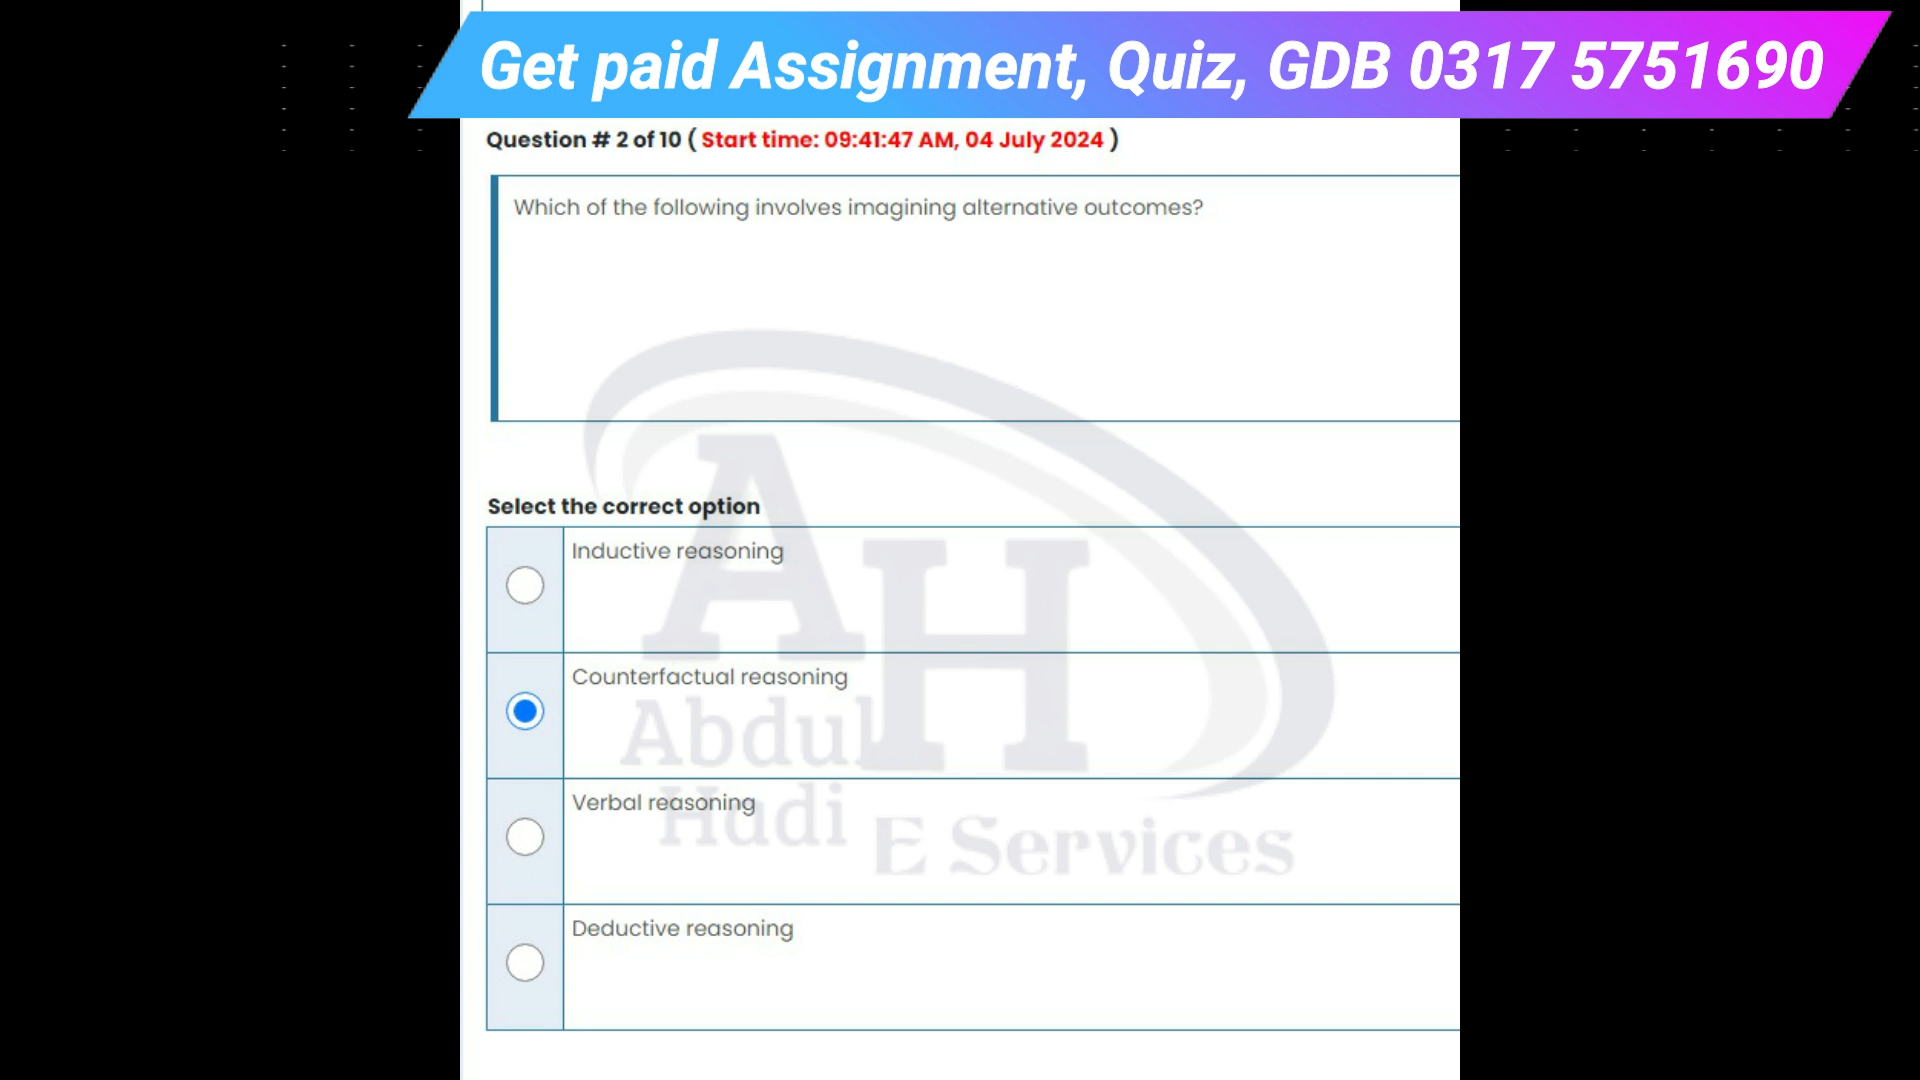 Get paid Assignment, Quiz, GDB 0317 5751690
Question # 2 of 10 ( Start time: 09:41:47 AM, 04 July 2024 )
Which of the following involves imagining alternative outcomes?
Select the correct option
Inductive reasoning
Counterfactual reasoning
Verbal reasoning
Deductive reasoning
AH
Abdul
Hadi
E Services